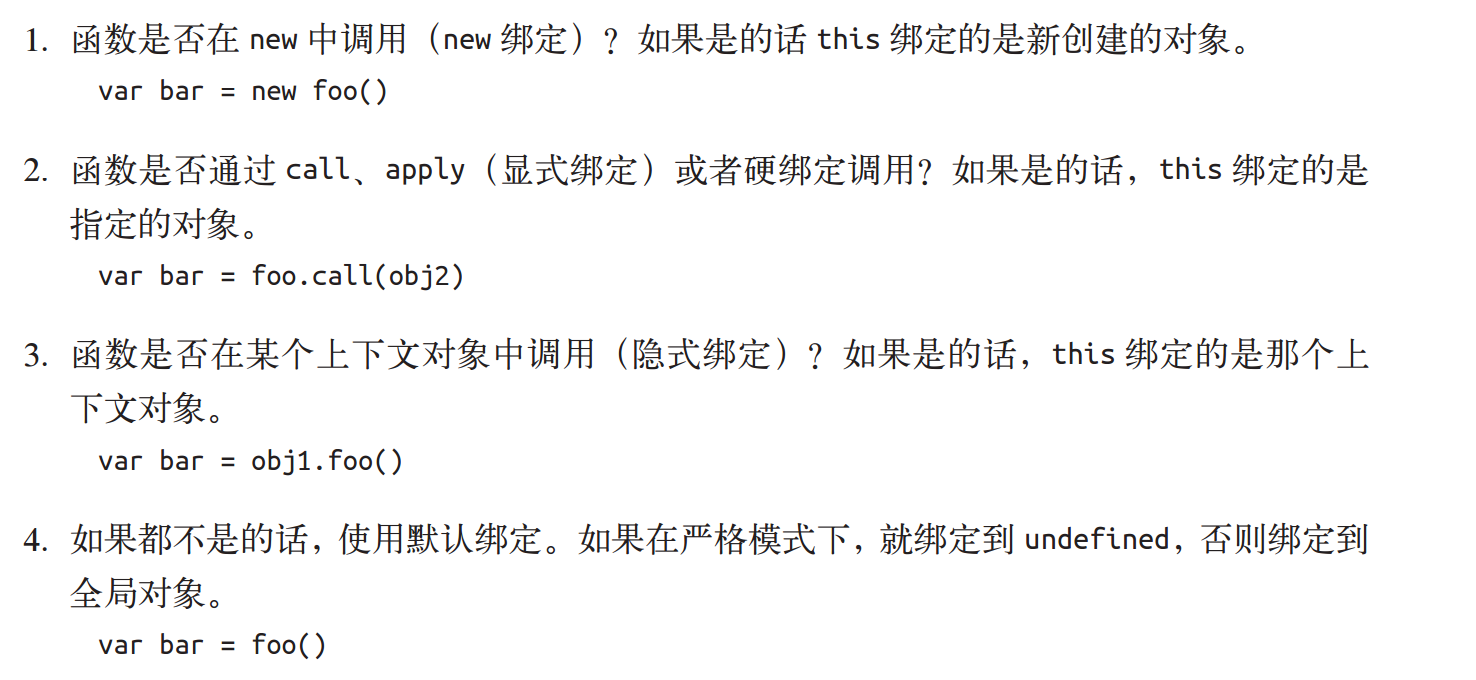 1. 函数是否在 new 中调用（new 绑定）？如果是的话 this 绑定的是新创建的对象。
var bar = new foo()
2. 函数是否通过 call、apply（显式绑定）或者硬绑定调用？如果是的话，this 绑定的是
指定的对象。
var bar = foo.call(obj2)
3. 函数是否在某个上下文对象中调用（隐式绑定）？如果是的话，this 绑定的是那个上
下文对象。
var bar = obj1.foo()
4. 如果都不是的话，使用默认绑定。如果在严格模式下，就绑定到 undefined，否则绑定到
全局对象。
var bar = foo()